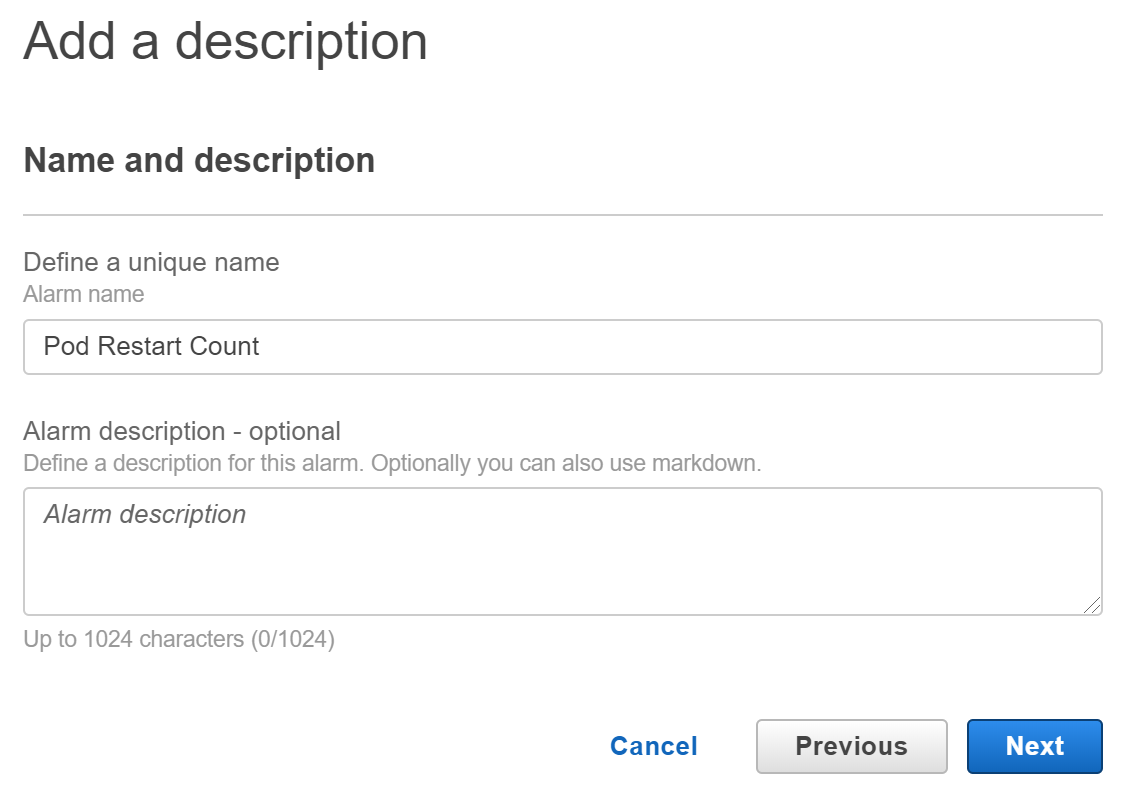 Add a description
Name and description
Define a unique name
Alarm name
Pod Restart Count
Alarm description - optional
Define a description for this alarm. Optionally you can also use markdown.
Alarm description
Up to 1024 characters (0/1024)
Cancel
Previous
Next